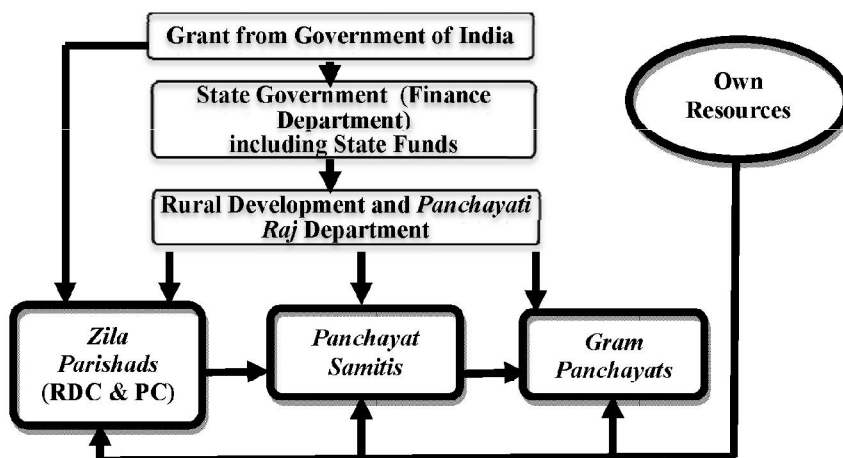 Grant from Government of India
State Government (Finance
Department)
including State Funds
Own
Resources
Rural Development and Panchayati
Raj Department
Zila
Parishads
(RDC & PC)
Panchayat
Samitis
Gram
Panchayats